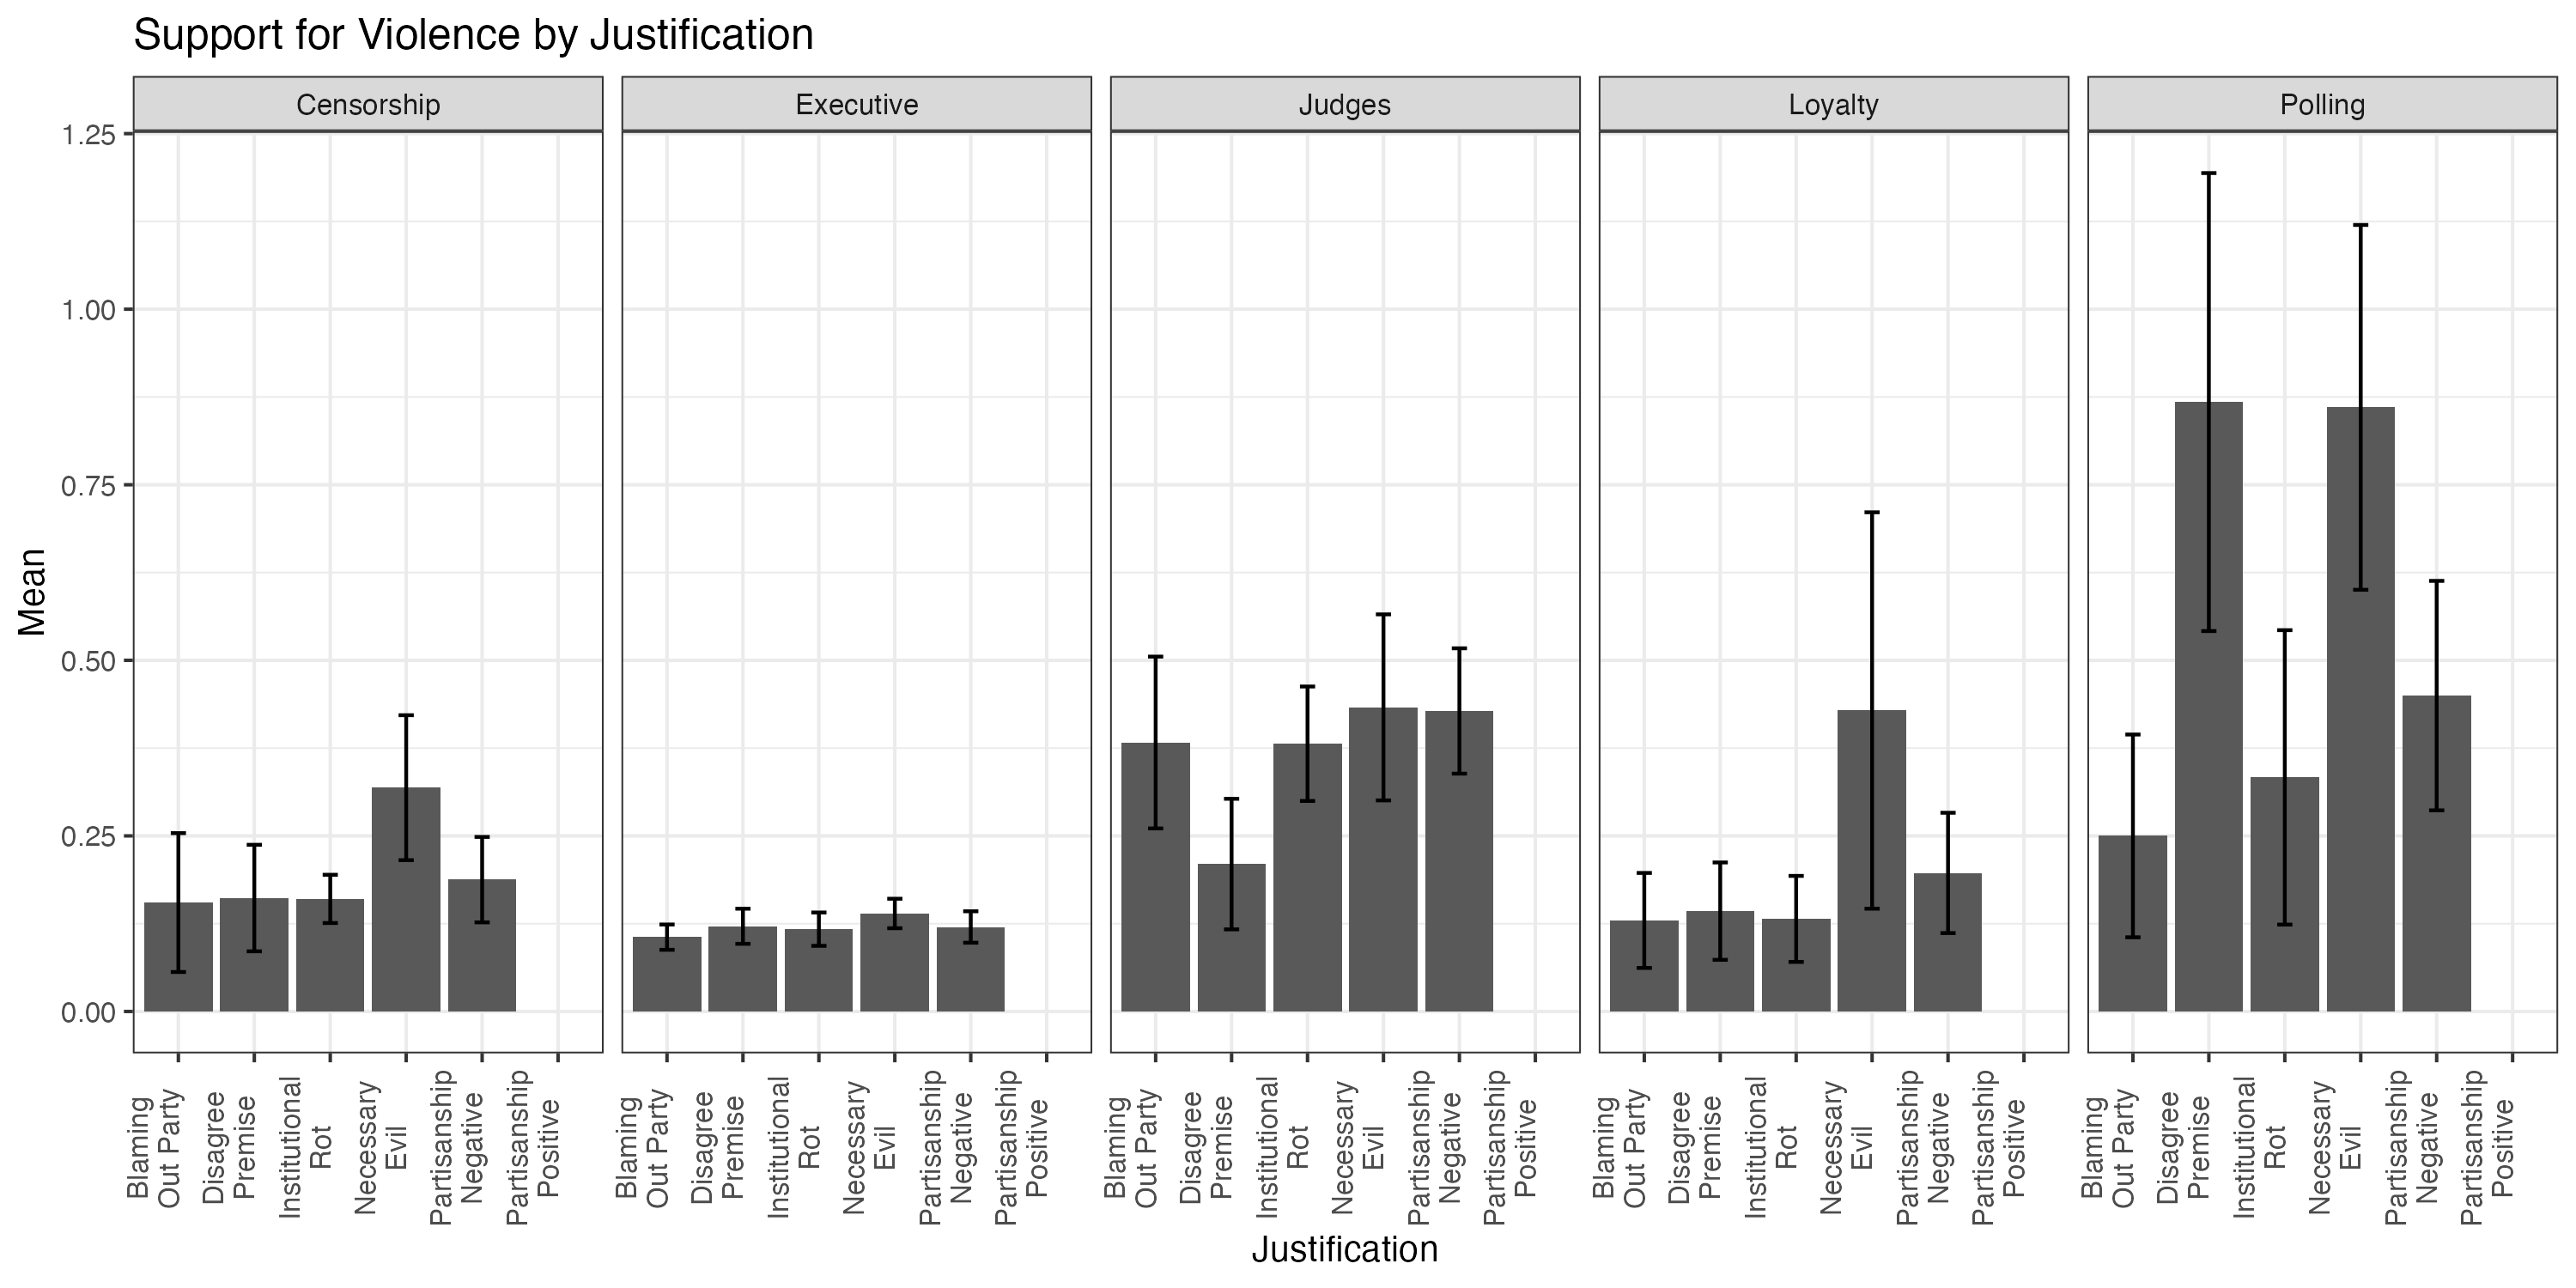 Support for Violence by Justification
Censorship
Executive
Judges
Loyalty
Polling
1.25
1.00
0.75
0.50
0.25
0.00
Mean
Blaming
Out Party
Disagree
Premise
Institutional
Rot
Necessary
Evil
Partisanship
Negative
Partisanship
Positive
Blaming
Out Party
Disagree
Premise
Institutional
Rot
Necessary
Evil
Partisanship
Negative
Partisanship
Positive
Blaming
Out Party
Disagree
Premise
Institutional
Rot
Necessary
Evil
Partisanship
Negative
Partisanship
Positive
Blaming
Out Party
Disagree
Premise
Institutional
Rot
Necessary
Evil
Partisanship
Negative
Partisanship
Positive
Blaming
Out Party
Disagree
Premise
Institutional
Rot
Necessary
Evil
Partisanship
Negative
Partisanship
Positive
Justification